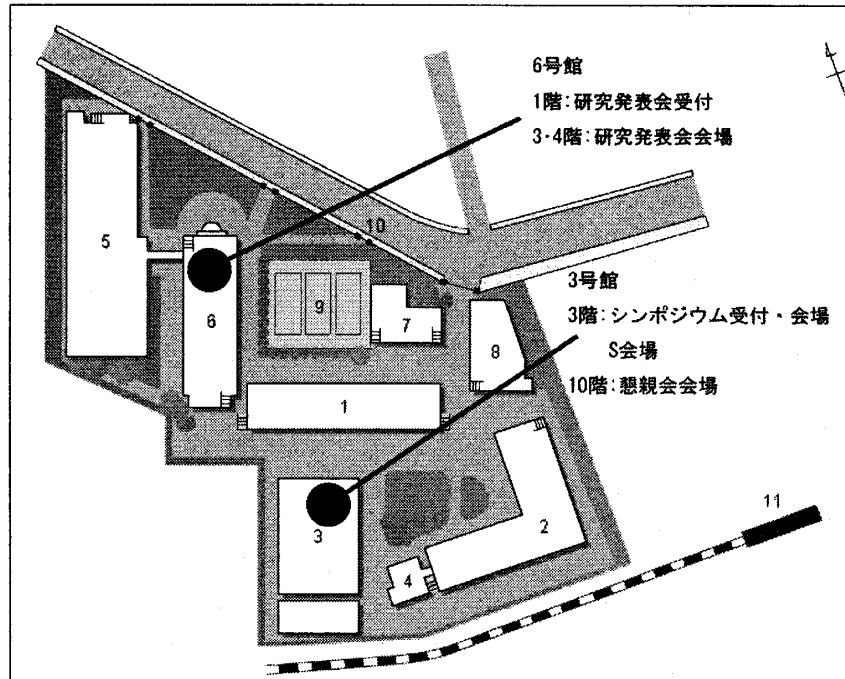 6号館
1階：研究発表会受付
3・4階：研究発表会会場
10
5
3号館
9
3階：シンポジウム受付・会場
6
7
S会場
8
10階：懇親会会場
1
11
3
2
4